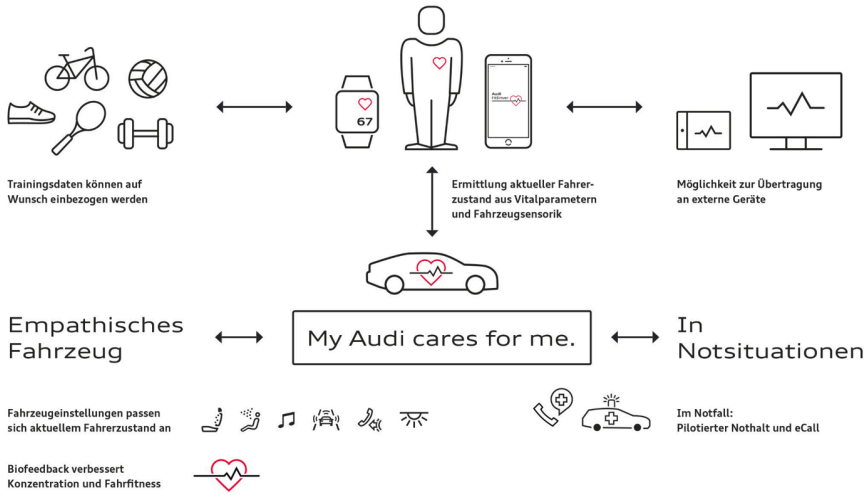 67
Audi
Trainingsdaten können auf
Wunsch einbezogen werden
Ermittlung aktueller Fahrer-
zustand aus Vitalparametern
und Fahrzeugsensorik
Möglichkeit zur Übertragung
an externe Geräte
Empathisches
Fahrzeug
My Audi cares for me.
In
Notsituationen
Fahrzeugeinstellungen passen
sich aktuellem Fahrerzustand an
Im Notfall:
Pilotierter Nothalt und eCall
Biofeedback verbessert
Konzentration und Fahrfitness